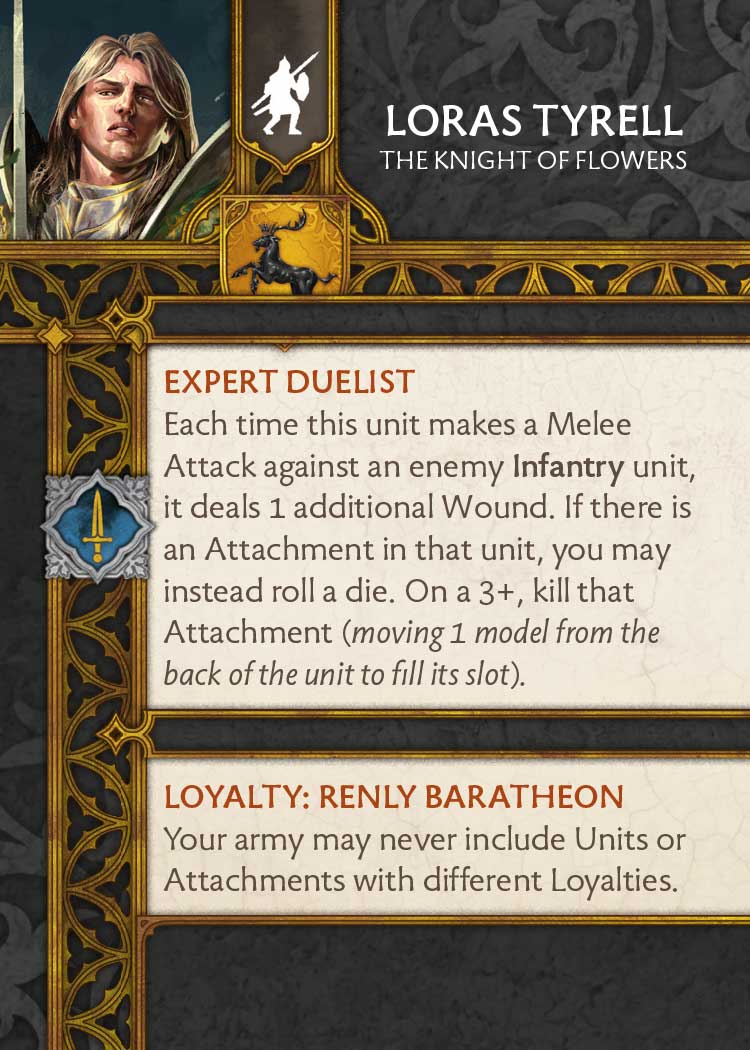 LORAS TYRELL
THE KNIGHT OF FLOWERS
EXPERT DUELIST
Each time this unit makes a Melee
Attack against an enemy Infantry unit,
it deals 1 additional Wound. If there is
an Attachment in that unit, you may
instead roll a die. On a 3+, kill that
Attachment (moving 1 model from the
back of the unit to fill its slot).
LOYALTY: RENLY BARATHEON
Your army may never include Units or
Attachments with different Loyalties.